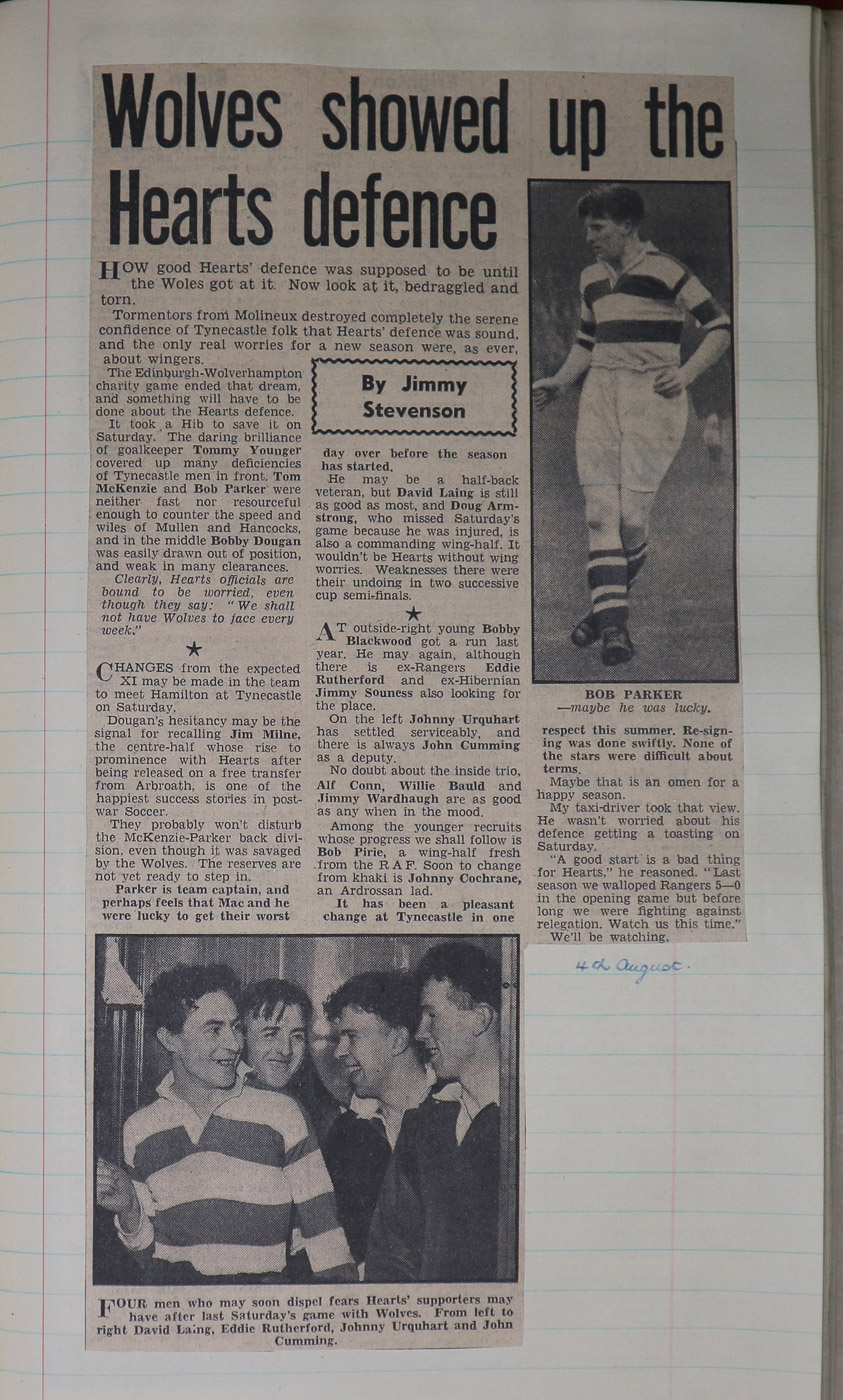 Wolves showed up the
Hearts defence
HOW good Hearts' defence was supposed to be until
the Woles got at it. Now look at it, bedraggled and
torn.
Tormentors from Molineux destroyed completely the serene
confidence of Tynecastle folk that Hearts' defence was sound,
and the only real worries for a new season were, as ever,
about wingers.
The Edinburgh-Wolverhampton
charity game ended that dream,
and something will have to be
done about the Hearts defence.
It took a Hib to save it on
Saturday. The daring brilliance
of goalkeeper Tommy Younger
covered up many deficiencies
of Tynecastle men in front. Tom
McKenzie and Bob Parker were
neither fast nor resourceful
enough to counter the speed and
wiles of Mullen and Hancocks,
and in the middle Bobby Dougan
was easily drawn out of position,
and weak in many clearances.
Clearly, Hearts officials are
bound to be worried, even
though they say: "We shall
not have Wolves to face every
week."
★
CHANGES from the expected
XI may be made in the team
to meet Hamilton at Tynecastle
on Saturday.
Dougan's hesitancy may be the
signal for recalling Jim Milne,
the centre-half whose rise to
prominence with Hearts after
being released on a free transfer
from Arbroath, is one of the
happiest success stories in post-
war Soccer.
They probably won't disturb
the McKenzie-Parker back divi-
sion, even though it was savaged
by the Wolves. The reserves are
not yet ready to step in.
Parker is team captain, and
perhaps feels that Mac and he
were lucky to get their worst
By Jimmy
Stevenson
day over before the season
has started.
He may be a half-back
veteran, but David Laing is still
as good as most, and Doug Arm-
strong, who missed Saturday's
game because he was injured, is
also a commanding wing-half. It
wouldn't be Hearts without wing
worries. Weaknesses there were
their undoing in two successive
cup semi-finals.
★
AT outside-right young Bobby
Blackwood got a run last
year. He may again, although
there is ex-Rangers Eddie
Rutherford and ex-Hibernian
Jimmy Souness also looking for
the place.
On the left Johnny Urquhart
has settled serviceably, and
there is always John Cumming
as a deputy.
No doubt about the inside trio,
Alf Conn, Willie Bauld and
Jimmy Wardhaugh are as good
as any when in the mood.
Among the younger recruits
whose progress we shall follow is
Bob Pirie, a wing-half fresh
from the RAF. Soon to change
from khaki is Johnny Cochrane,
an Ardrossan lad.
It has been a pleasant
change at Tynecastle in one
BOB PARKER
—maybe he was lucky.
respect this summer. Re-sign-
ing was done swiftly. None of
the stars were difficult about
terms.
Maybe that is an omen for a
happy season.
My taxi-driver took that view.
He wasn't worried about his
defence getting a toasting on
Saturday.
"A good start is a bad thing
for Hearts," he reasoned. "Last
season we walloped Rangers 5—0
in the opening game but before
long we were fighting against
relegation. Watch us this time."
We'll be watching.
4th August.
FOUR men who may soon dispel fears Hearts' supporters may
have after last Saturday's game with Wolves. From left to
right David Laing, Eddie Rutherford, Johnny Urquhart and John
Cumming.